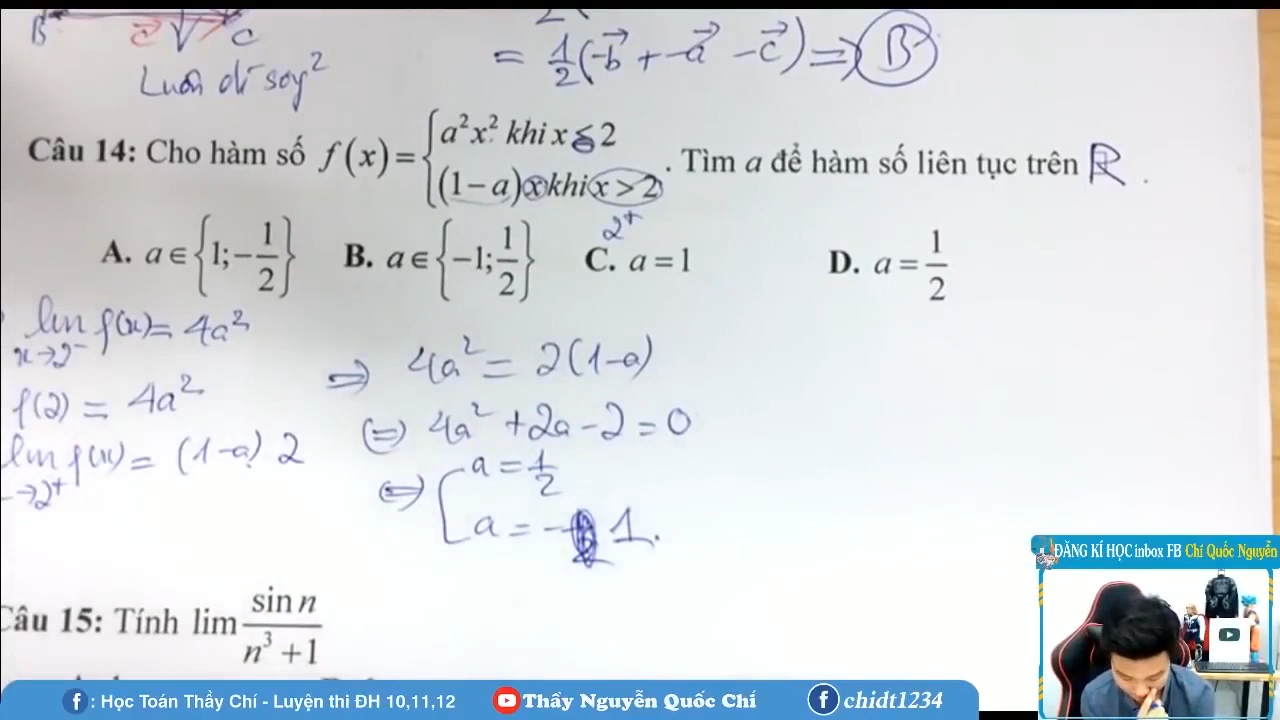 B c C
Luôn dí soy²
= 1/2(-b⃗ + -a⃗ - c⃗) => B
Câu 14: Cho hàm số f(x) = { a²x² khi x ≤ 2
(1-a)x khi x > 2 . Tìm a để hàm số liên tục trên R .
2⁺
A. a ∈ {1; -1/2} B. a ∈ {-1; 1/2} C. a = 1 D. a = 1/2
lim x→2⁻ f(x) = 4a²
f(2) = 4a²
lim →2⁺ f(x) = (1-a) 2
=> 4a² = 2(1-a)
(=) 4a² + 2a - 2 = 0
<=> [ a = 1/2
a = - 1.
Câu 15: Tính lim sin n / n³ + 1
ĐĂNG KÍ HỌC inbox FB Chí Quốc Nguyễn
: Học Toán Thầy Chí - Luyện thi ĐH 10,11,12 Thầy Nguyễn Quốc Chí chidt1234